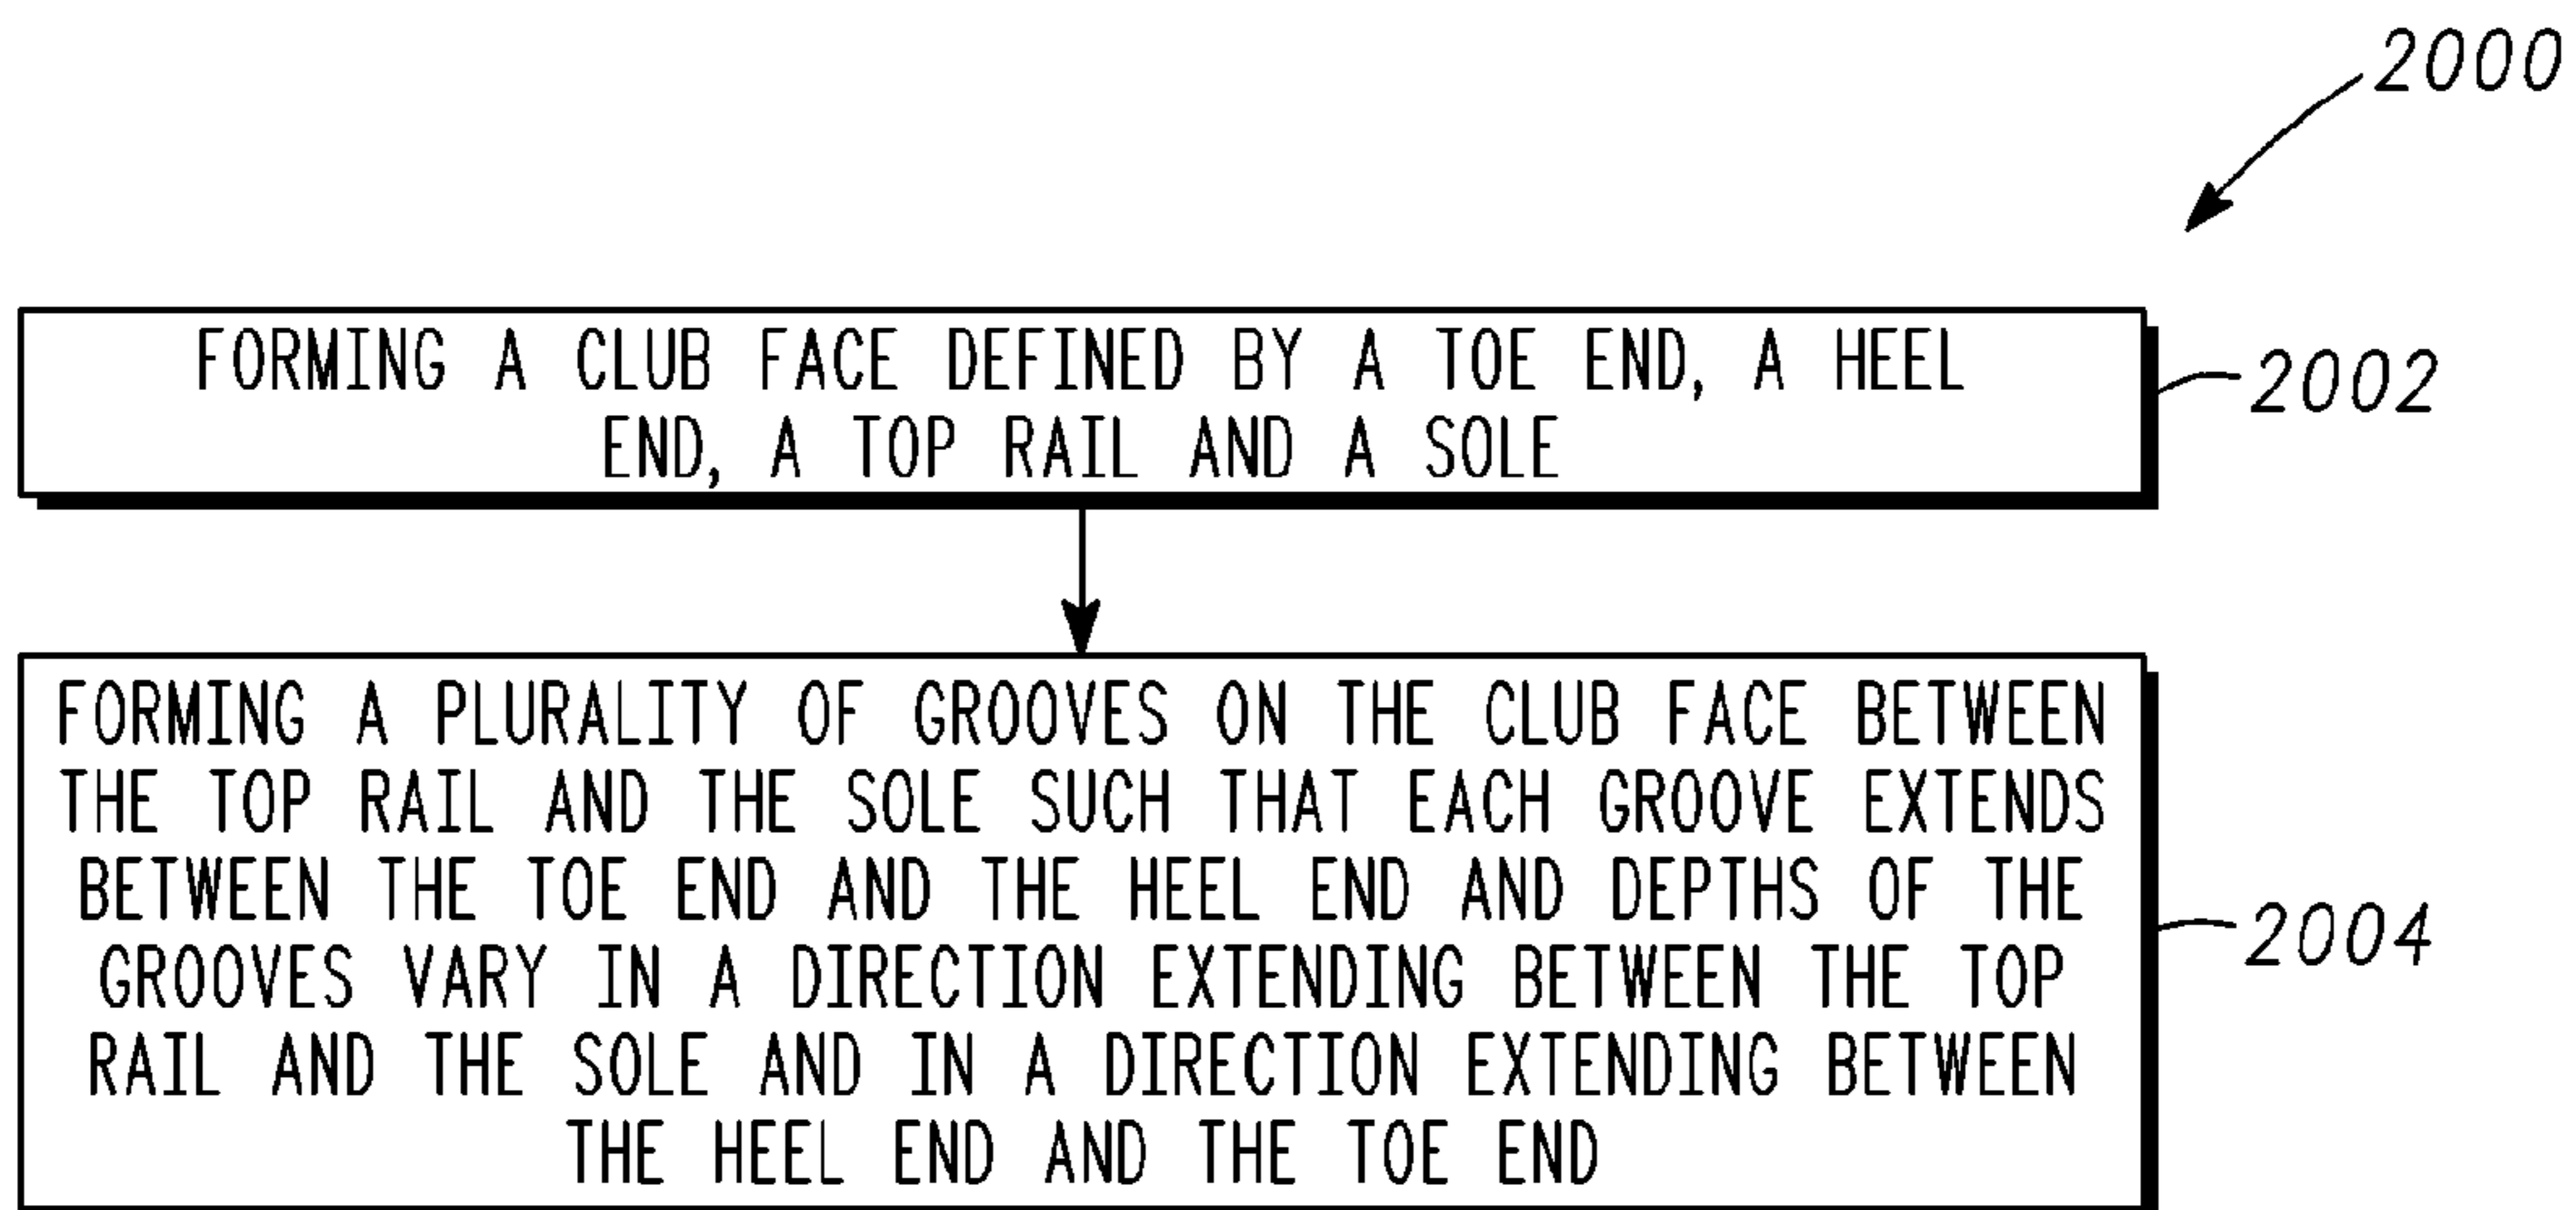 2000
FORMING A CLUB FACE DEFINED BY A TOE END, A HEEL
END, A TOP RAIL AND A SOLE
2002
FORMING A PLURALITY OF GROOVES ON THE CLUB FACE BETWEEN
THE TOP RAIL AND THE SOLE SUCH THAT EACH GROOVE EXTENDS
BETWEEN THE TOE END AND THE HEEL END AND DEPTHS OF THE
GROOVES VARY IN A DIRECTION EXTENDING BETWEEN THE TOP
RAIL AND THE SOLE AND IN A DIRECTION EXTENDING BETWEEN
THE HEEL END AND THE TOE END
2004